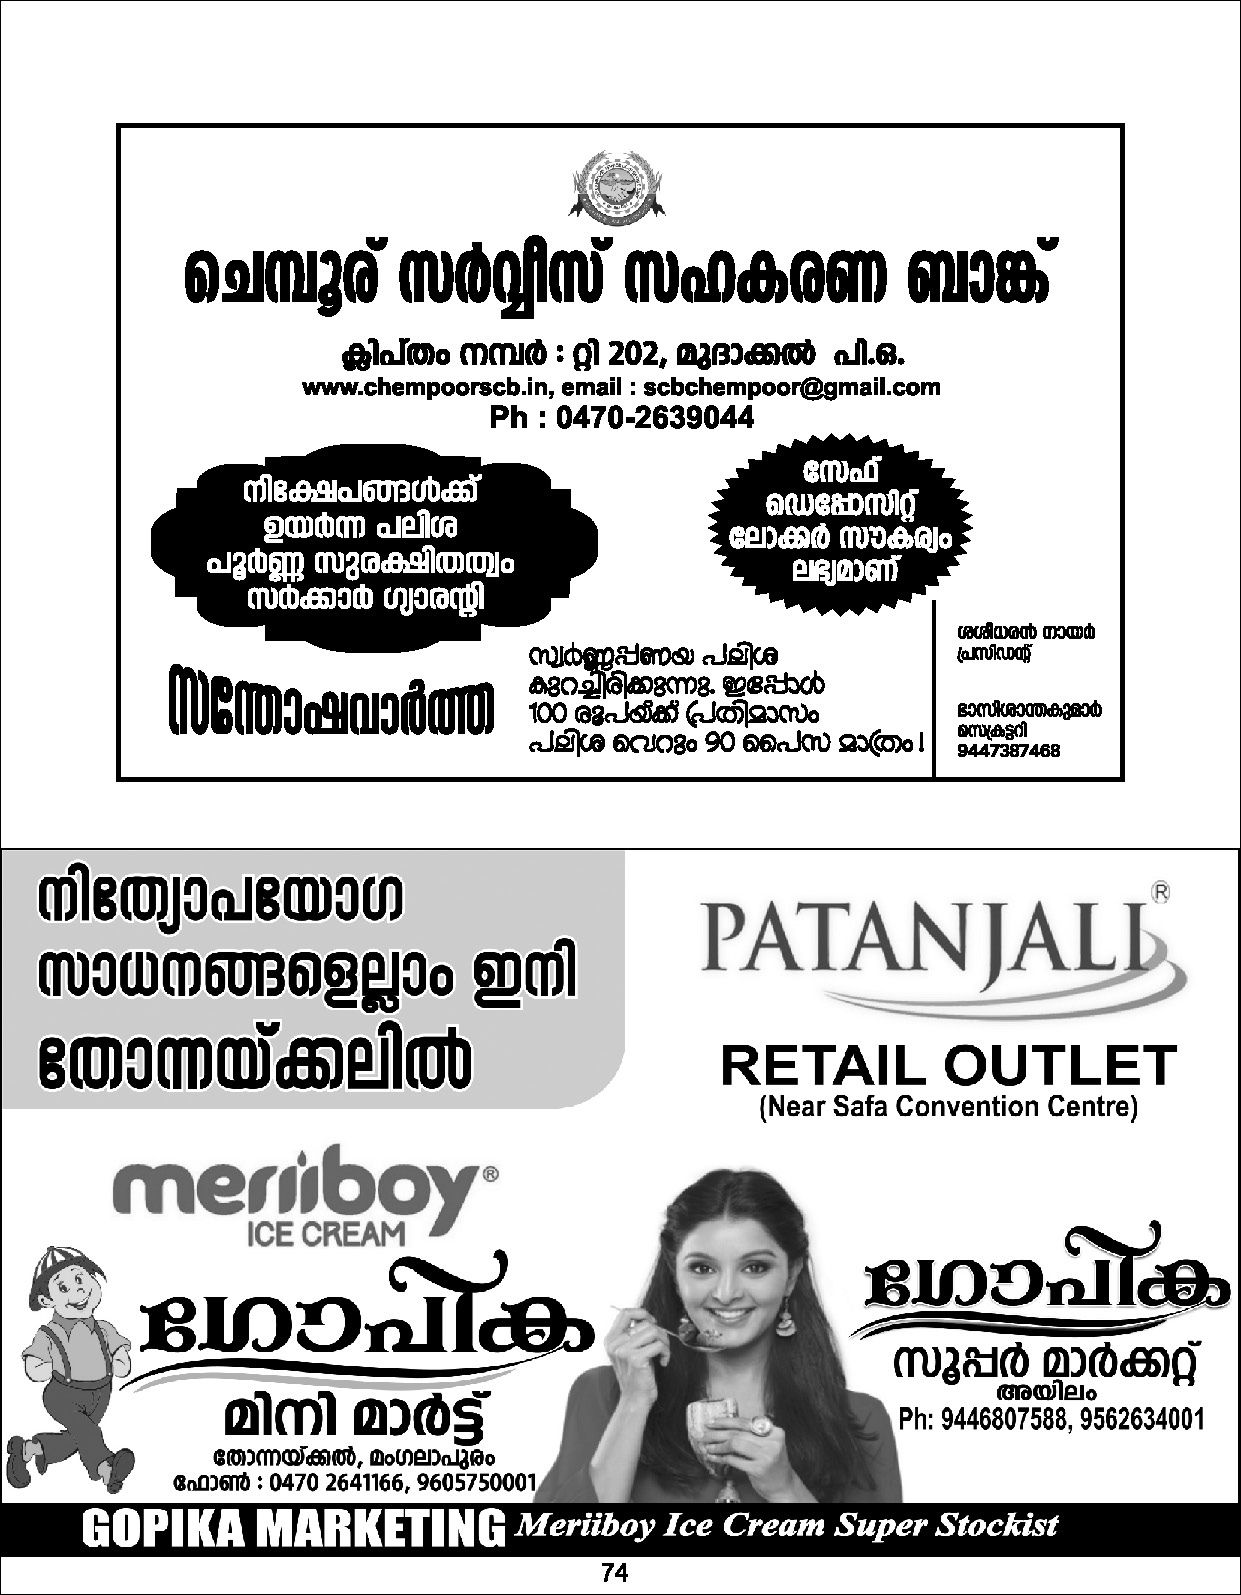 ചെമ്പൂര് സർവ്വീസ് സഹകരണ ബാങ്ക്
ക്ലിപ്തം നമ്പർ : റ്റി 202, മുദാക്കൽ പി.ഒ.
www.chempoorscb.in, email : scbchempoor@gmail.com
Ph : 0470-2639044
നിക്ഷേപങ്ങൾക്ക്
ഉയർന്ന പലിശ
പൂർണ്ണ സുരക്ഷിതത്വം
സർക്കാർ ഗ്യാരന്റി
സേഫ്
ഡെപ്പോസിറ്റ്
ലോക്കർ സൗകര്യം
ലഭ്യമാണ്
സന്തോഷവാർത്ത
സ്വർണ്ണപ്പണയ പലിശ
കുറച്ചിരിക്കുന്നു. ഇപ്പോൾ
100 രൂപയ്ക്ക് പ്രതിമാസം
പലിശ വെറും 90 പൈസ മാത്രം !
ശശീധരൻ നായർ
പ്രസിഡന്റ്
ഭാസിശാന്തകുമാർ
സെക്രട്ടറി
9447387468
നിത്യോപയോഗ
സാധനങ്ങളെല്ലാം ഇനി
തോന്നയ്ക്കലിൽ
PATANJALI ®
RETAIL OUTLET
(Near Safa Convention Centre)
meriiboy ®
ICE CREAM
ഗോപിക
മിനി മാർട്ട്
തോന്നയ്ക്കൽ, മംഗലാപുരം
ഫോൺ : 0470 2641166, 9605750001
ഗോപിക
സൂപ്പർ മാർക്കറ്റ്
അയിലം
Ph: 9446807588, 9562634001
GOPIKA MARKETING Meriiboy Ice Cream Super Stockist
74